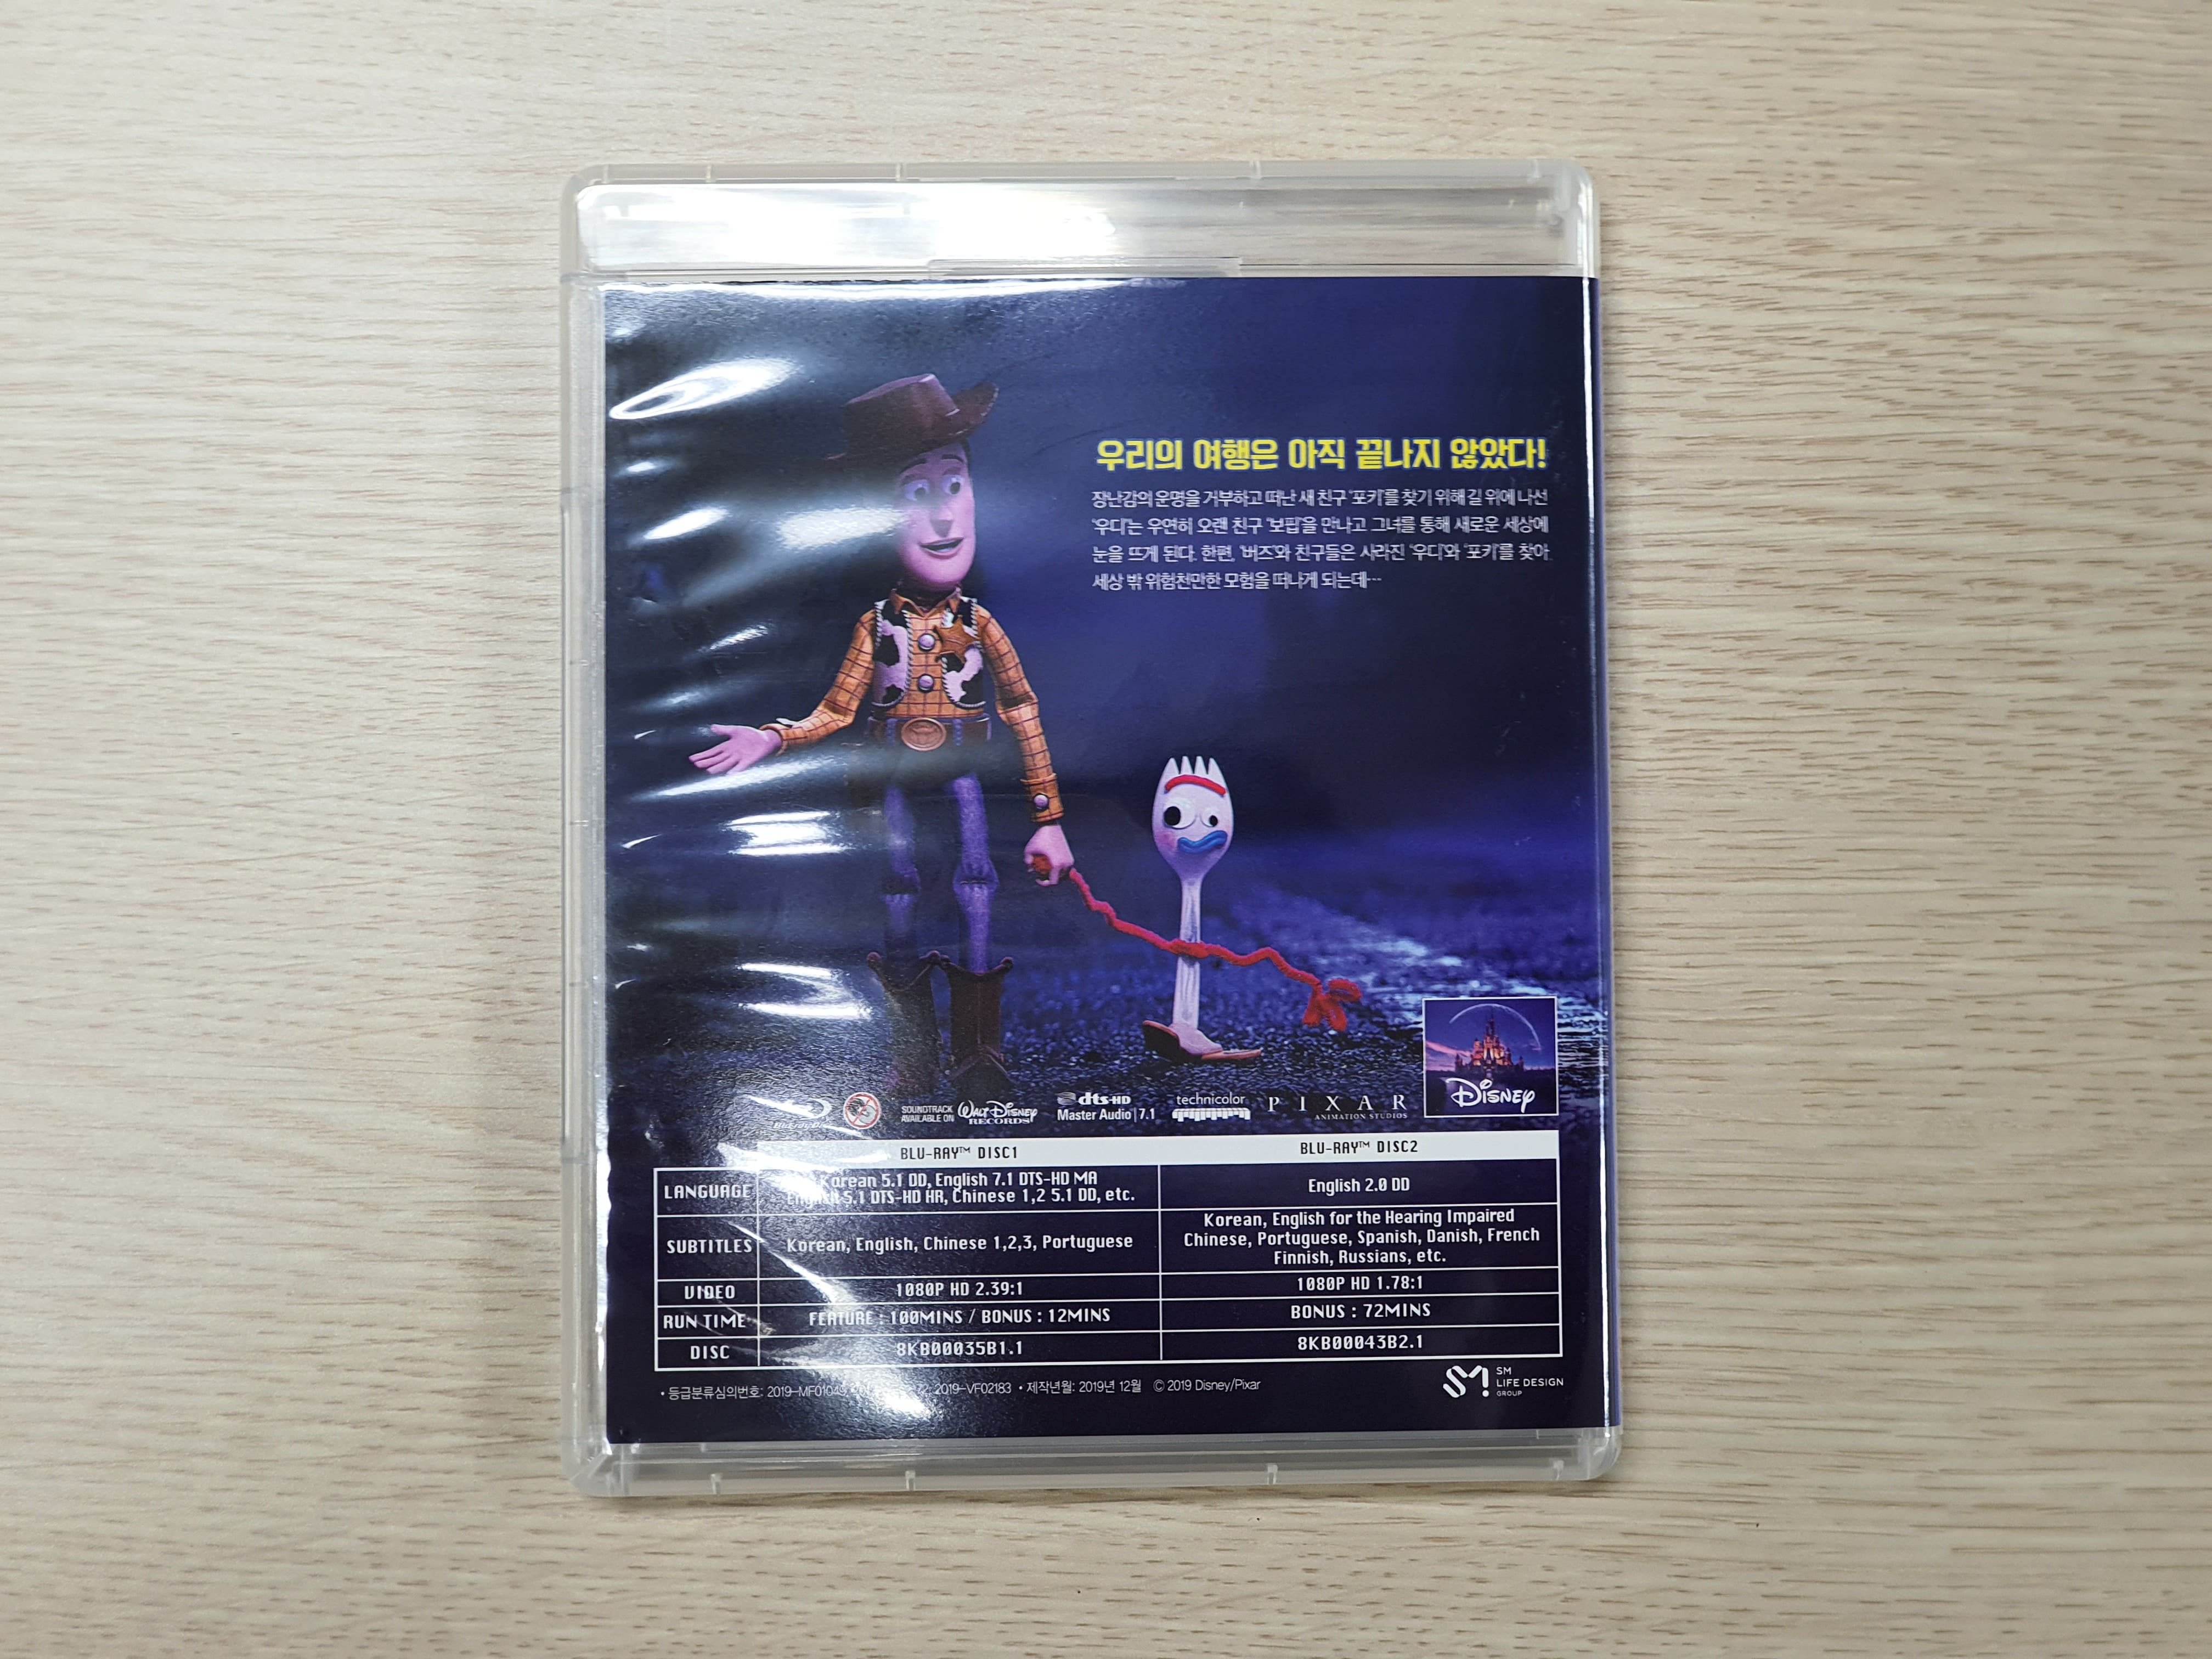 우리의 여행은 아직 끝나지 않았다!
장난감의 운명을 거부하고 떠난 새 친구 '포키'를 찾기 위해 길 위에 나선
'우디'는 우연히 오랜 친구 '보핍'을 만나고 그녀를 통해 새로운 세상에
눈을 뜨게 된다. 한편, '버즈'와 친구들은 사라진 '우디'와 '포키'를 찾아
세상 밖 위험천만한 모험을 떠나게 되는데…
Blu-ray Disc
SOUNDTRACK
AVAILABLE ON
WALT DISNEY
RECORDS
dts-HD
Master Audio | 7.1
technicolor
PIXAR
ANIMATION STUDIOS
Disney
BLU-RAY™ DISC1 BLU-RAY™ DISC2
LANGUAGE
Korean 5.1 DD, English 7.1 DTS-HD MA
English 5.1 DTS-HD HR, Chinese 1,2 5.1 DD, etc.
English 2.0 DD
SUBTITLES
Korean, English, Chinese 1,2,3, Portuguese
Korean, English for the Hearing Impaired
Chinese, Portuguese, Spanish, Danish, French
Finnish, Russians, etc.
VIDEO 1080P HD 2.39:1 1080P HD 1.78:1
RUN TIME FEATURE : 100MINS / BONUS : 12MINS BONUS : 72MINS
DISC 8KB00035B1.1 8KB00043B2.1
• 등급분류심의번호: 2019-VF02183 • 제작년월: 2019년 12월 © 2019 Disney/Pixar
SM
LIFE DESIGN
GROUP